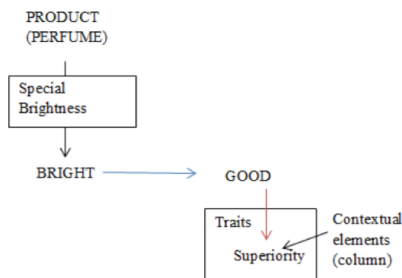 PRODUCT
(PERFUME)
Special
Brightness
BRIGHT
GOOD
Traits
Superiority
Contextual
elements
(column)